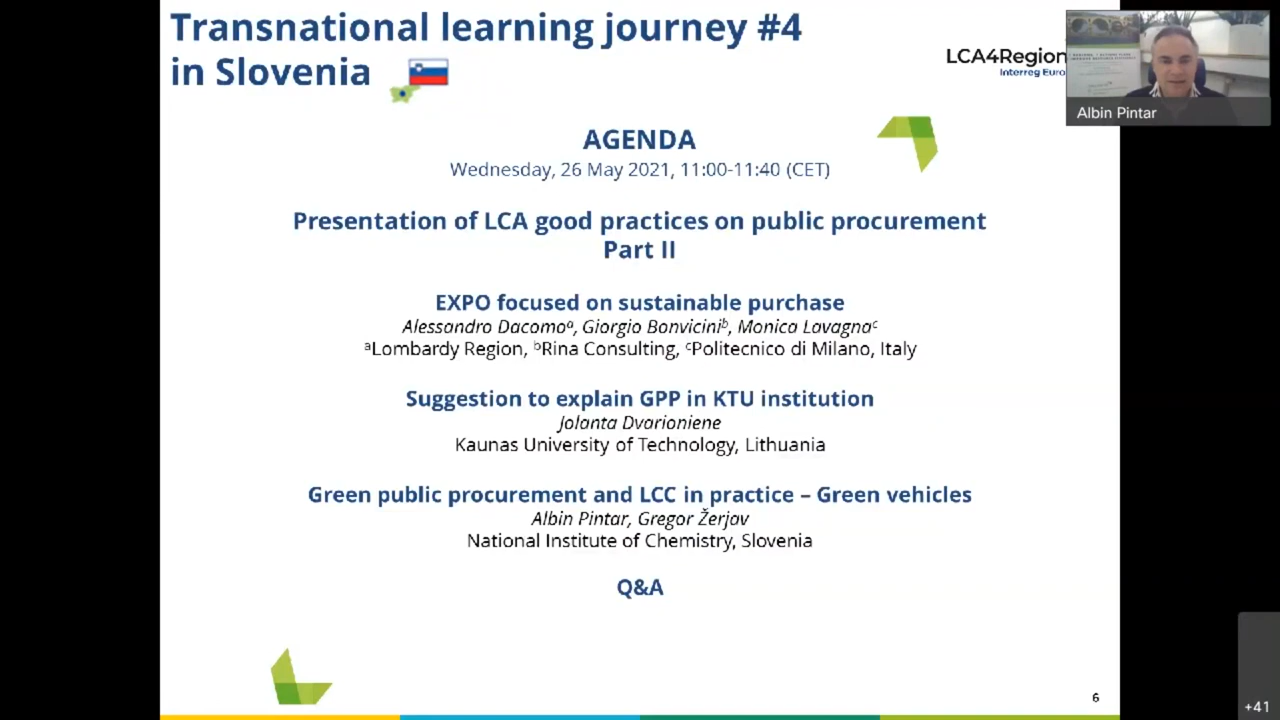 Transnational learning journey #4
in Slovenia
LCA4Region
Interreg Euro
Albin Pintar
AGENDA
Wednesday, 26 May 2021, 11:00-11:40 (CET)
Presentation of LCA good practices on public procurement
Part II
EXPO focused on sustainable purchase
Alessandro Dacomoᵃ, Giorgio Bonviciniᵇ, Monica Lavagnaᶜ
ᵃLombardy Region, ᵇRina Consulting, ᶜPolitecnico di Milano, Italy
Suggestion to explain GPP in KTU institution
Jolanta Dvarioniene
Kaunas University of Technology, Lithuania
Green public procurement and LCC in practice – Green vehicles
Albin Pintar, Gregor Žerjav
National Institute of Chemistry, Slovenia
Q&A
6
+41